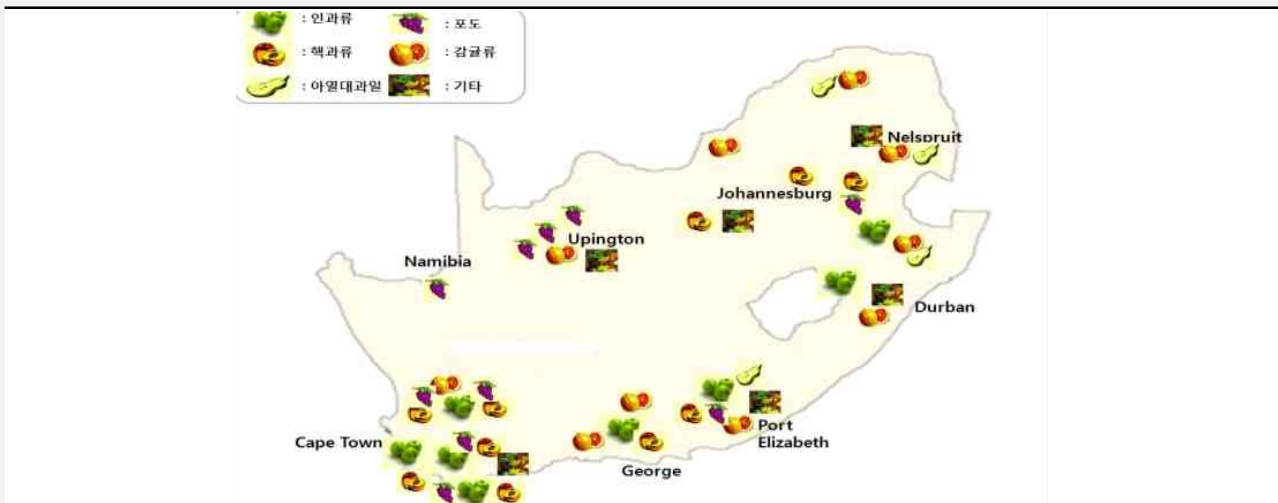 : 인과류 : 포도
: 핵과류 : 감귤류
: 아열대과일 : 기타
Nelspruit
Johannesburg
Upington
Namibia
Durban
Port
Elizabeth
Cape Town
George